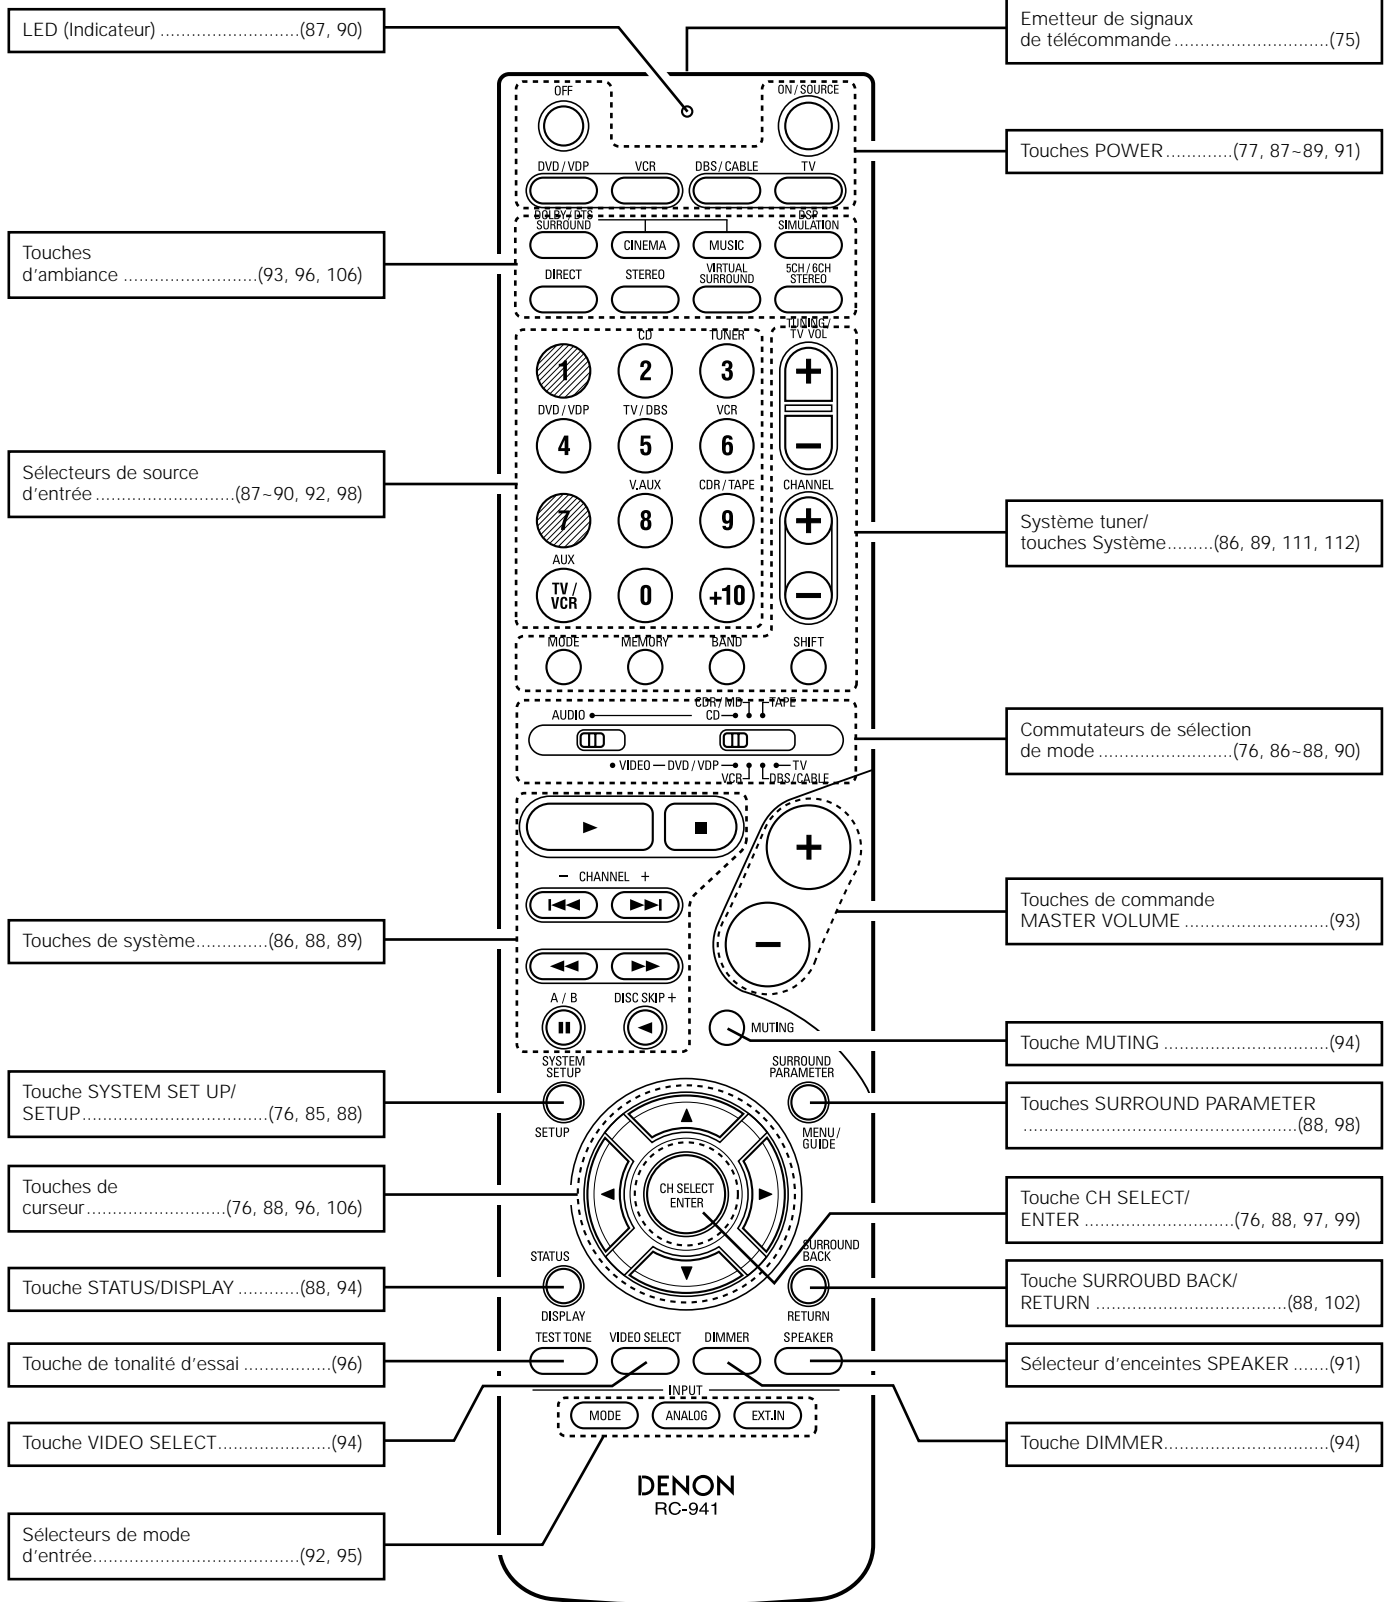 LED (Indicateur) ...........................(87, 90)
Emetteur de signaux
de télécommande ..............................(75)
OFF
ON / SOURCE
Touches POWER.............(77, 87~89, 91)
DVD / VDP
VCR
DBS / CABLE
TV
Touches
d'ambiance ..........................(93, 96, 106)
DOLBY / DTS
SURROUND
CINEMA
MUSIC
DSP
SIMULATION
DIRECT
STEREO
VIRTUAL
SURROUND
5CH / 6CH
STEREO
TUNING /
TV VOL
CD
TUNER
1
2
3
+
DVD / VDP
TV / DBS
VCR
4
5
6
−
Sélecteurs de source
d'entrée...........................(87~90, 92, 98)
V.AUX
CDR / TAPE
CHANNEL
7
8
9
+
Système tuner/
touches Système.........(86, 89, 111, 112)
AUX
TV /
VCR
0
+10
−
MODE
MEMORY
BAND
SHIFT
CDR / MD
TAPE
AUDIO
CD
Commutateurs de sélection
de mode ..........................(76, 86~88, 90)
VIDEO
DVD / VDP
TV
VCR
DBS/CABLE
+
− CHANNEL +
Touches de commande
MASTER VOLUME ............................(93)
Touches de système..............(86, 88, 89)
−
A / B
DISC SKIP +
MUTING
Touche MUTING ................................(94)
SYSTEM
SETUP
SURROUND
PARAMETER
Touche SYSTEM SET UP/
SETUP....................................(76, 85, 88)
Touches SURROUND PARAMETER
.....................................................(88, 98)
SETUP
MENU /
GUIDE
Touches de
curseur...........................(76, 88, 96, 106)
CH SELECT
ENTER
Touche CH SELECT/
ENTER .............................(76, 88, 97, 99)
STATUS
SURROUND
BACK
Touche STATUS/DISPLAY ............(88, 94)
Touche SURROUBD BACK/
RETURN .....................................(88, 102)
DISPLAY
RETURN
TEST TONE
VIDEO SELECT
DIMMER
SPEAKER
Touche de tonalité d'essai .................(96)
Sélecteur d'enceintes SPEAKER .......(91)
INPUT
MODE
ANALOG
EXT.IN
Touche VIDEO SELECT......................(94)
Touche DIMMER................................(94)
DENON
RC-941
Sélecteurs de mode
d'entrée........................................(92, 95)